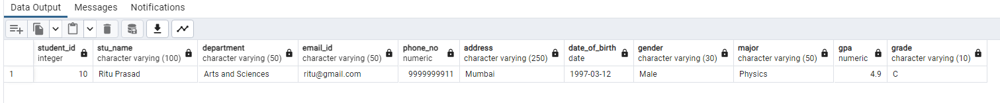 Data Output Messages Notifications
student_id stu_name department email_id phone_no address date_of_birth gender major gpa grade
integer character varying (100) character varying (50) character varying (50) numeric character varying (250) date character varying (30) character varying (50) numeric character varying (10)
1 10 Ritu Prasad Arts and Sciences ritu@gmail.com 9999999911 Mumbai 1997-03-12 Male Physics 4.9 C